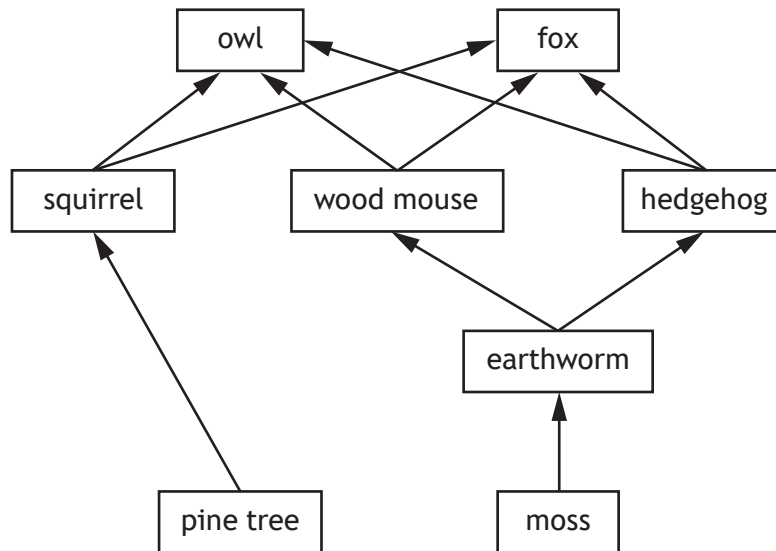 owl
fox
squirrel
wood mouse
hedgehog
earthworm
pine tree
moss